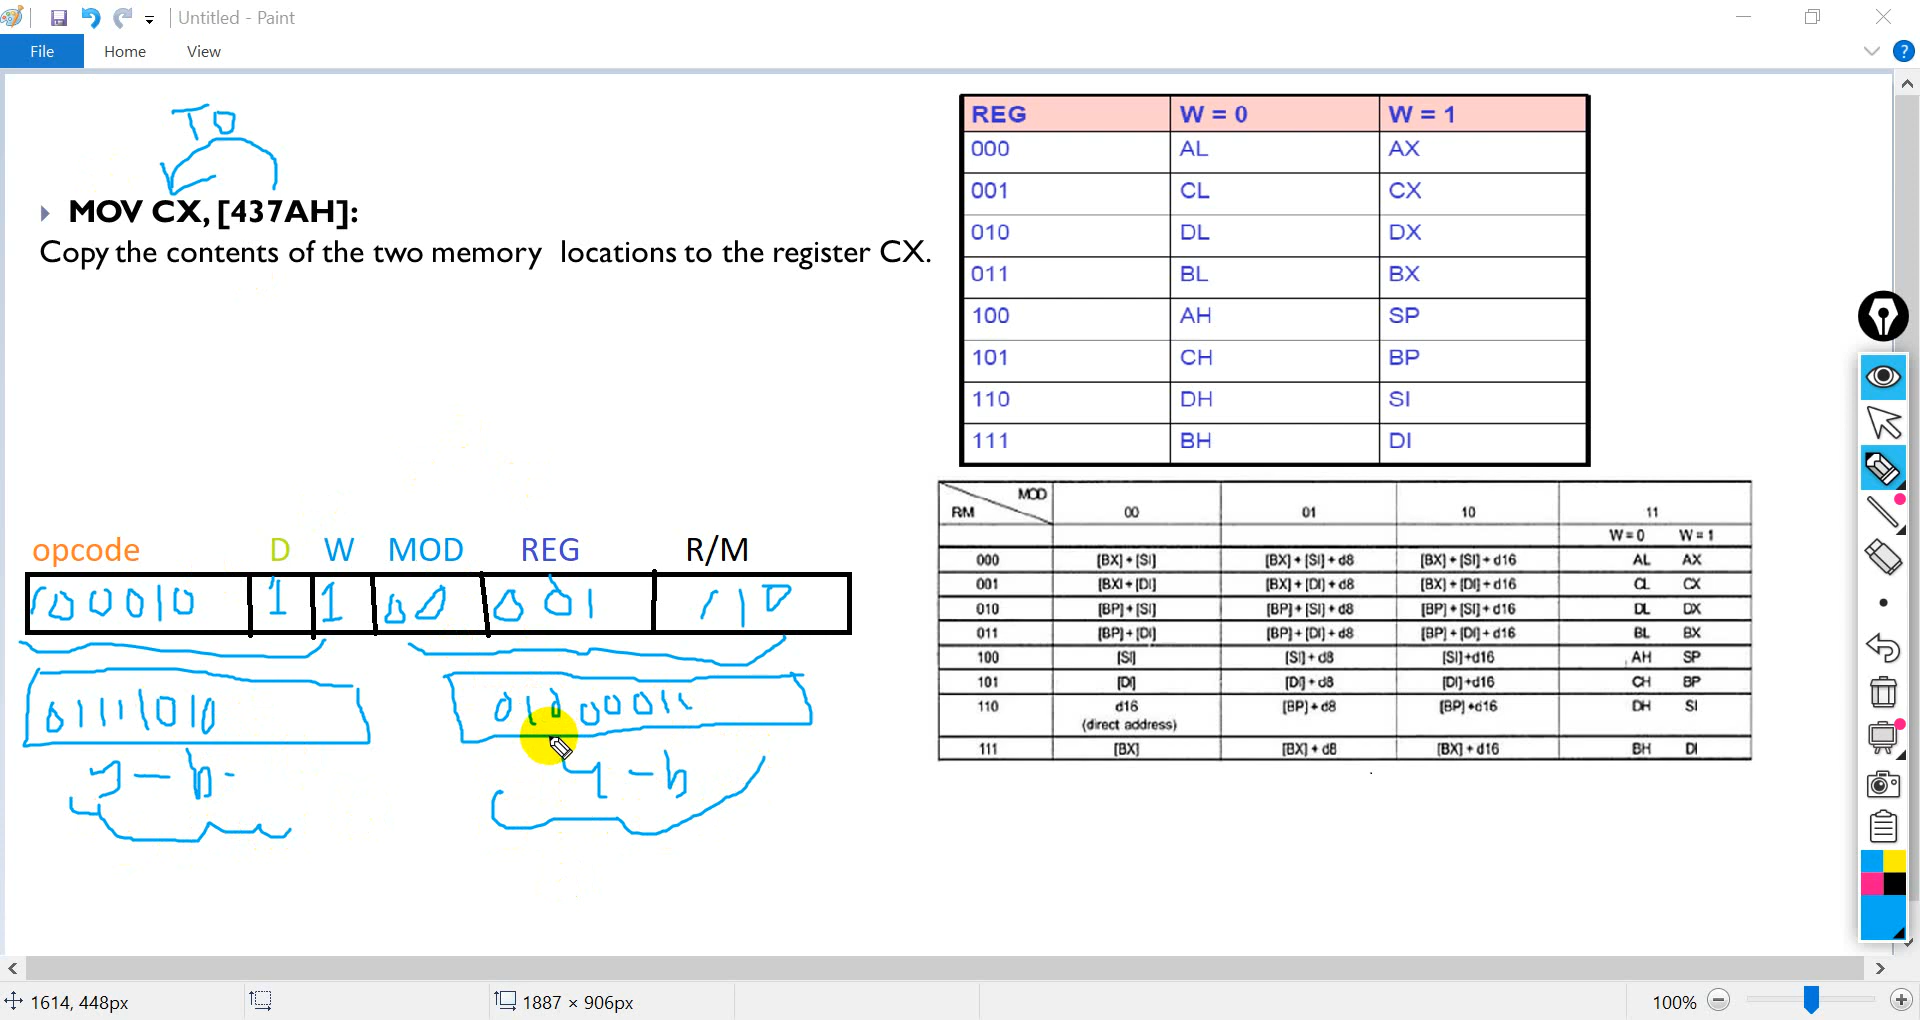 Untitled - Paint
File Home View
TO
MOV CX, [437AH]:
Copy the contents of the two memory locations to the register CX.
REG W = 0 W = 1
000 AL AX
001 CL CX
010 DL DX
011 BL BX
100 AH SP
101 CH BP
110 DH SI
111 BH DI
MOD
RM 00 01 10 11
W=0 W=1
000 [BX] + [SI] [BX] + [SI] + d8 [BX] + [SI] + d16 AL AX
001 [BX] + [DI] [BX] + [DI] + d8 [BX] + [DI] + d16 CL CX
010 [BP] + [SI] [BP] + [SI] + d8 [BP] + [SI] + d16 DL DX
011 [BP] + [DI] [BP] + [DI] + d8 [BP] + [DI] + d16 BL BX
100 [SI] [SI] + d8 [SI]+d16 AH SP
101 [DI] [DI] + d8 [DI]+d16 CH BP
110 d16 [BP] + d8 [BP] +d16 DH SI
(direct address)
111 [BX] [BX] + d8 [BX] + d16 BH DI
opcode D W MOD REG R/M
100010 1 1 00 001 110
01111010 01000011
1614, 448px 1887 × 906px 100%